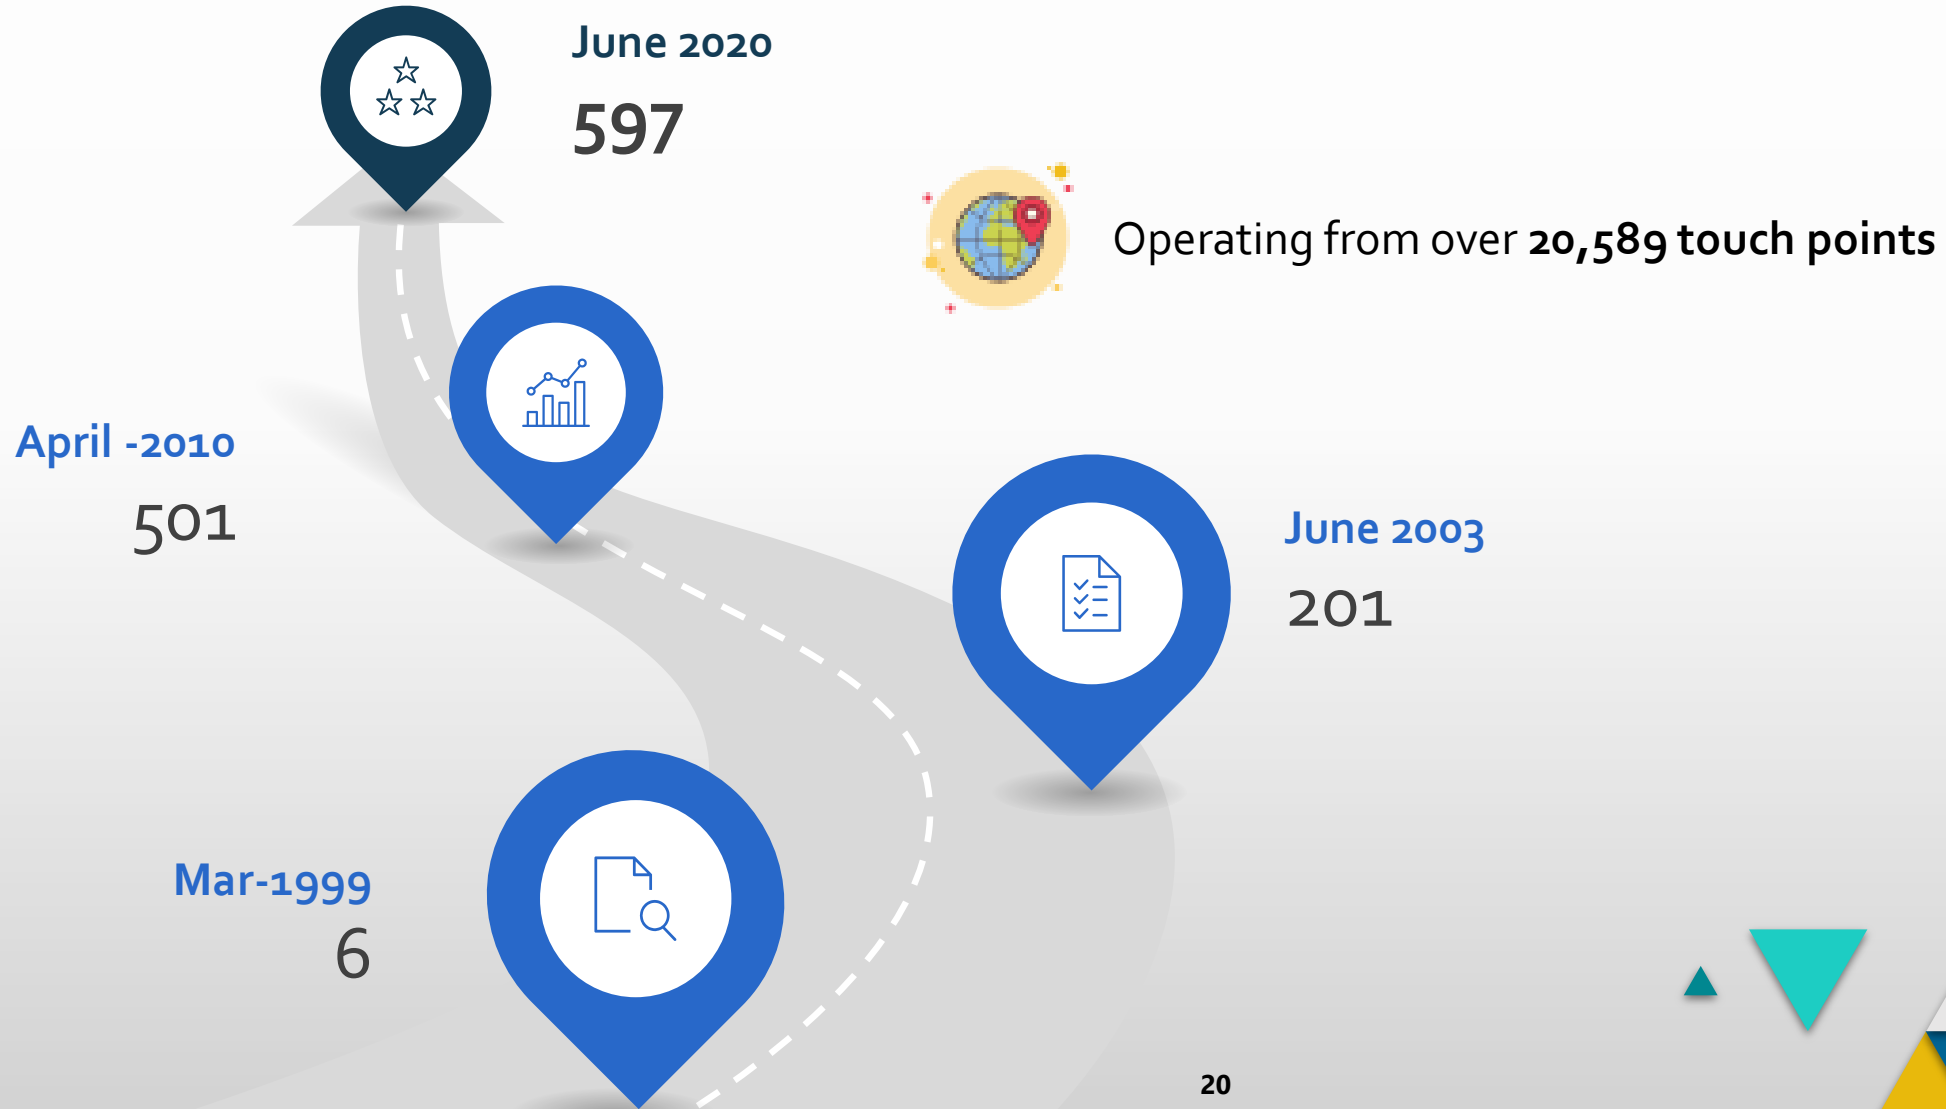 June 2020
597
Operating from over 20,589 touch points
April -2010
501
June 2003
201
Mar-1999
6
20